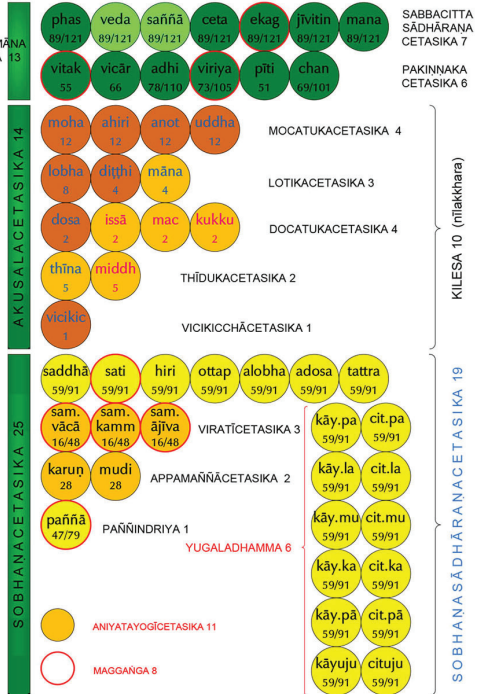 MĀNA
A 13
phas veda saññā ceta ekag jīvitin mana
89/121 89/121 89/121 89/121 89/121 89/121 89/121
SABBACITTA
SĀDHĀRAṆA
CETASIKA 7
vitak vicār adhi viriya pīti chan
55 66 78/110 73/105 51 69/101
PAKIṆṆAKA
CETASIKA 6
AKUSALACETASIKA 14
moha ahiri anot uddha
12 12 12 12
MOCATUKACETASIKA 4
lobha diṭṭhi māna
8 4 4
LOTIKACETASIKA 3
dosa issā mac kukku
2 2 2 2
DOCATUKACETASIKA 4
thīna middh
5 5
THĪDUKACETASIKA 2
vicikic
1
VICIKICCHĀCETASIKA 1
KILESA 10 (nīlakkhara)
SOBHAṆACETASIKA 25
saddhā sati hiri ottap alobha adosa tattra
59/91 59/91 59/91 59/91 59/91 59/91 59/91
sam. sam. sam.
vācā kamm ājīva
16/48 16/48 16/48
VIRATĪCETASIKA 3
karuṇ mudi
28 28
APPAMAÑÑĀCETASIKA 2
paññā
47/79
PAÑÑINDRIYA 1
YUGALADHAMMA 6
kāy.pa cit.pa
59/91 59/91
kāy.la cit.la
59/91 59/91
kāy.mu cit.mu
59/91 59/91
kāy.ka cit.ka
59/91 59/91
kāy.pā cit.pā
59/91 59/91
kāyuju cituju
59/91 59/91
SOBHAṆASĀDHĀRAṆACETASIKA 19
ANIYATAYOGĪCETASIKA 11
MAGGAṄGA 8